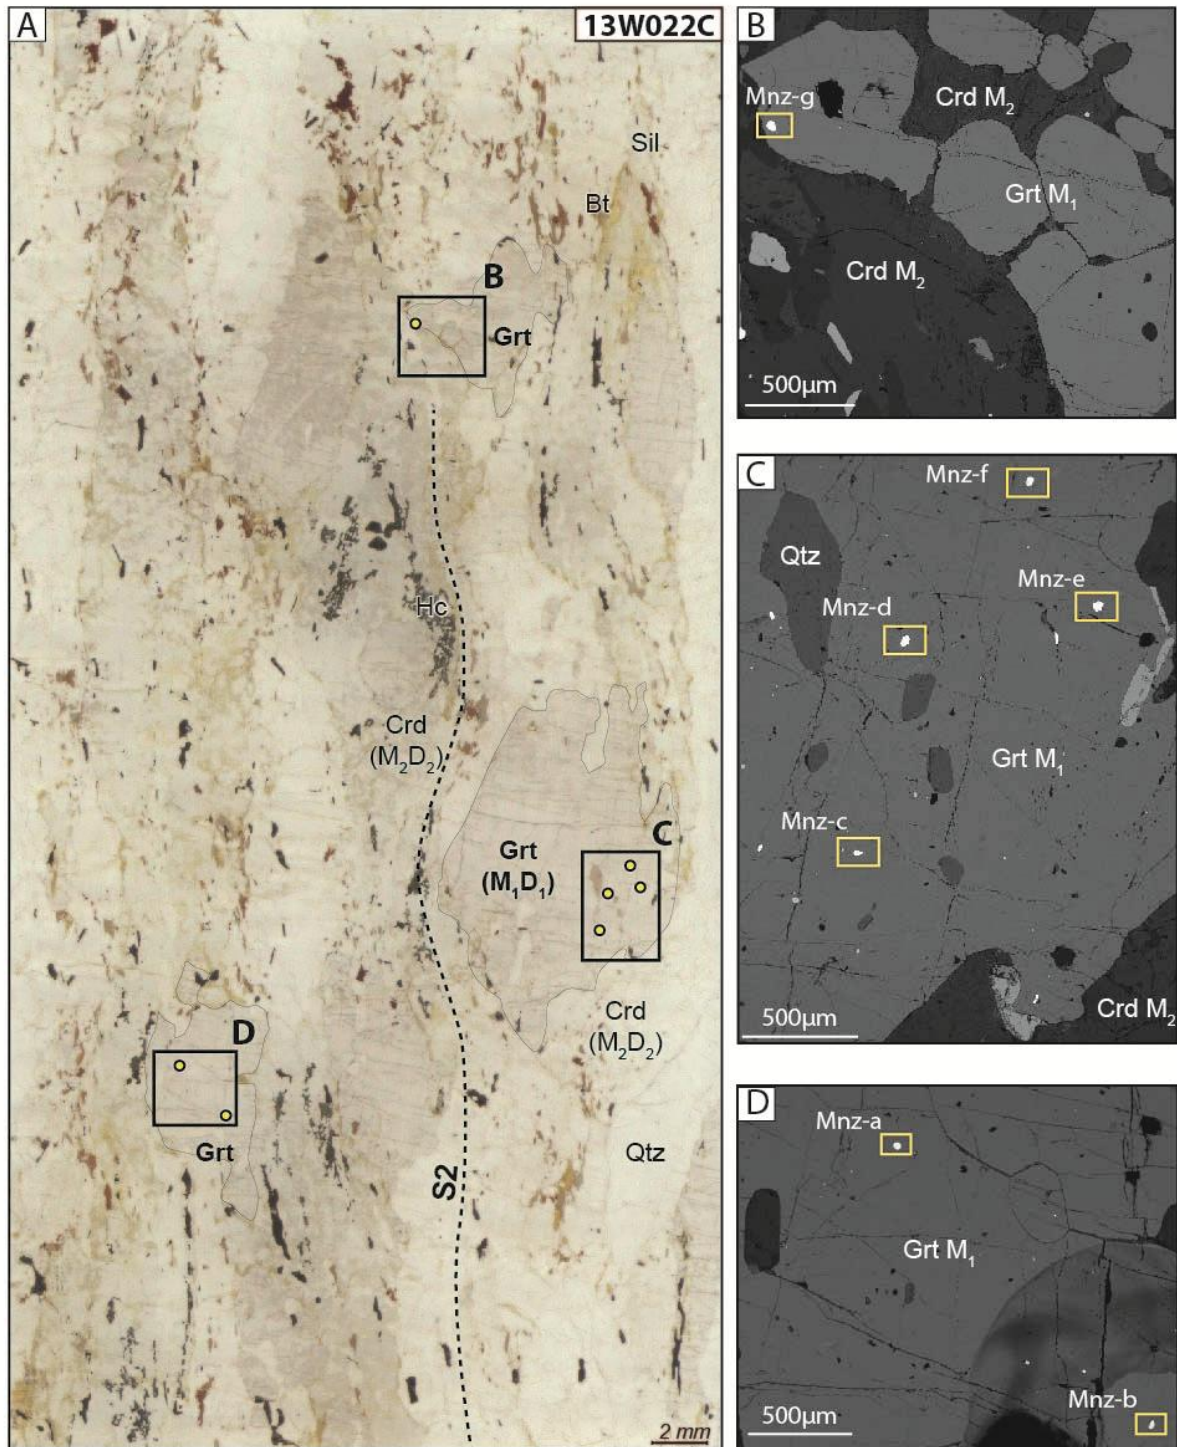 A
13W022C
Sil
Bt
B
Grt
Hc
Crd
(M₂D₂)
C
Grt
(M₁D₁)
Crd
(M₂D₂)
D
Grt
Qtz
S2
2 mm
B
Mnz-g
Crd M₂
Grt M₁
Crd M₂
500µm
C
Mnz-f
Qtz
Mnz-e
Mnz-d
Grt M₁
Mnz-c
500µm
Crd M₂
D
Mnz-a
Grt M₁
Mnz-b
500µm